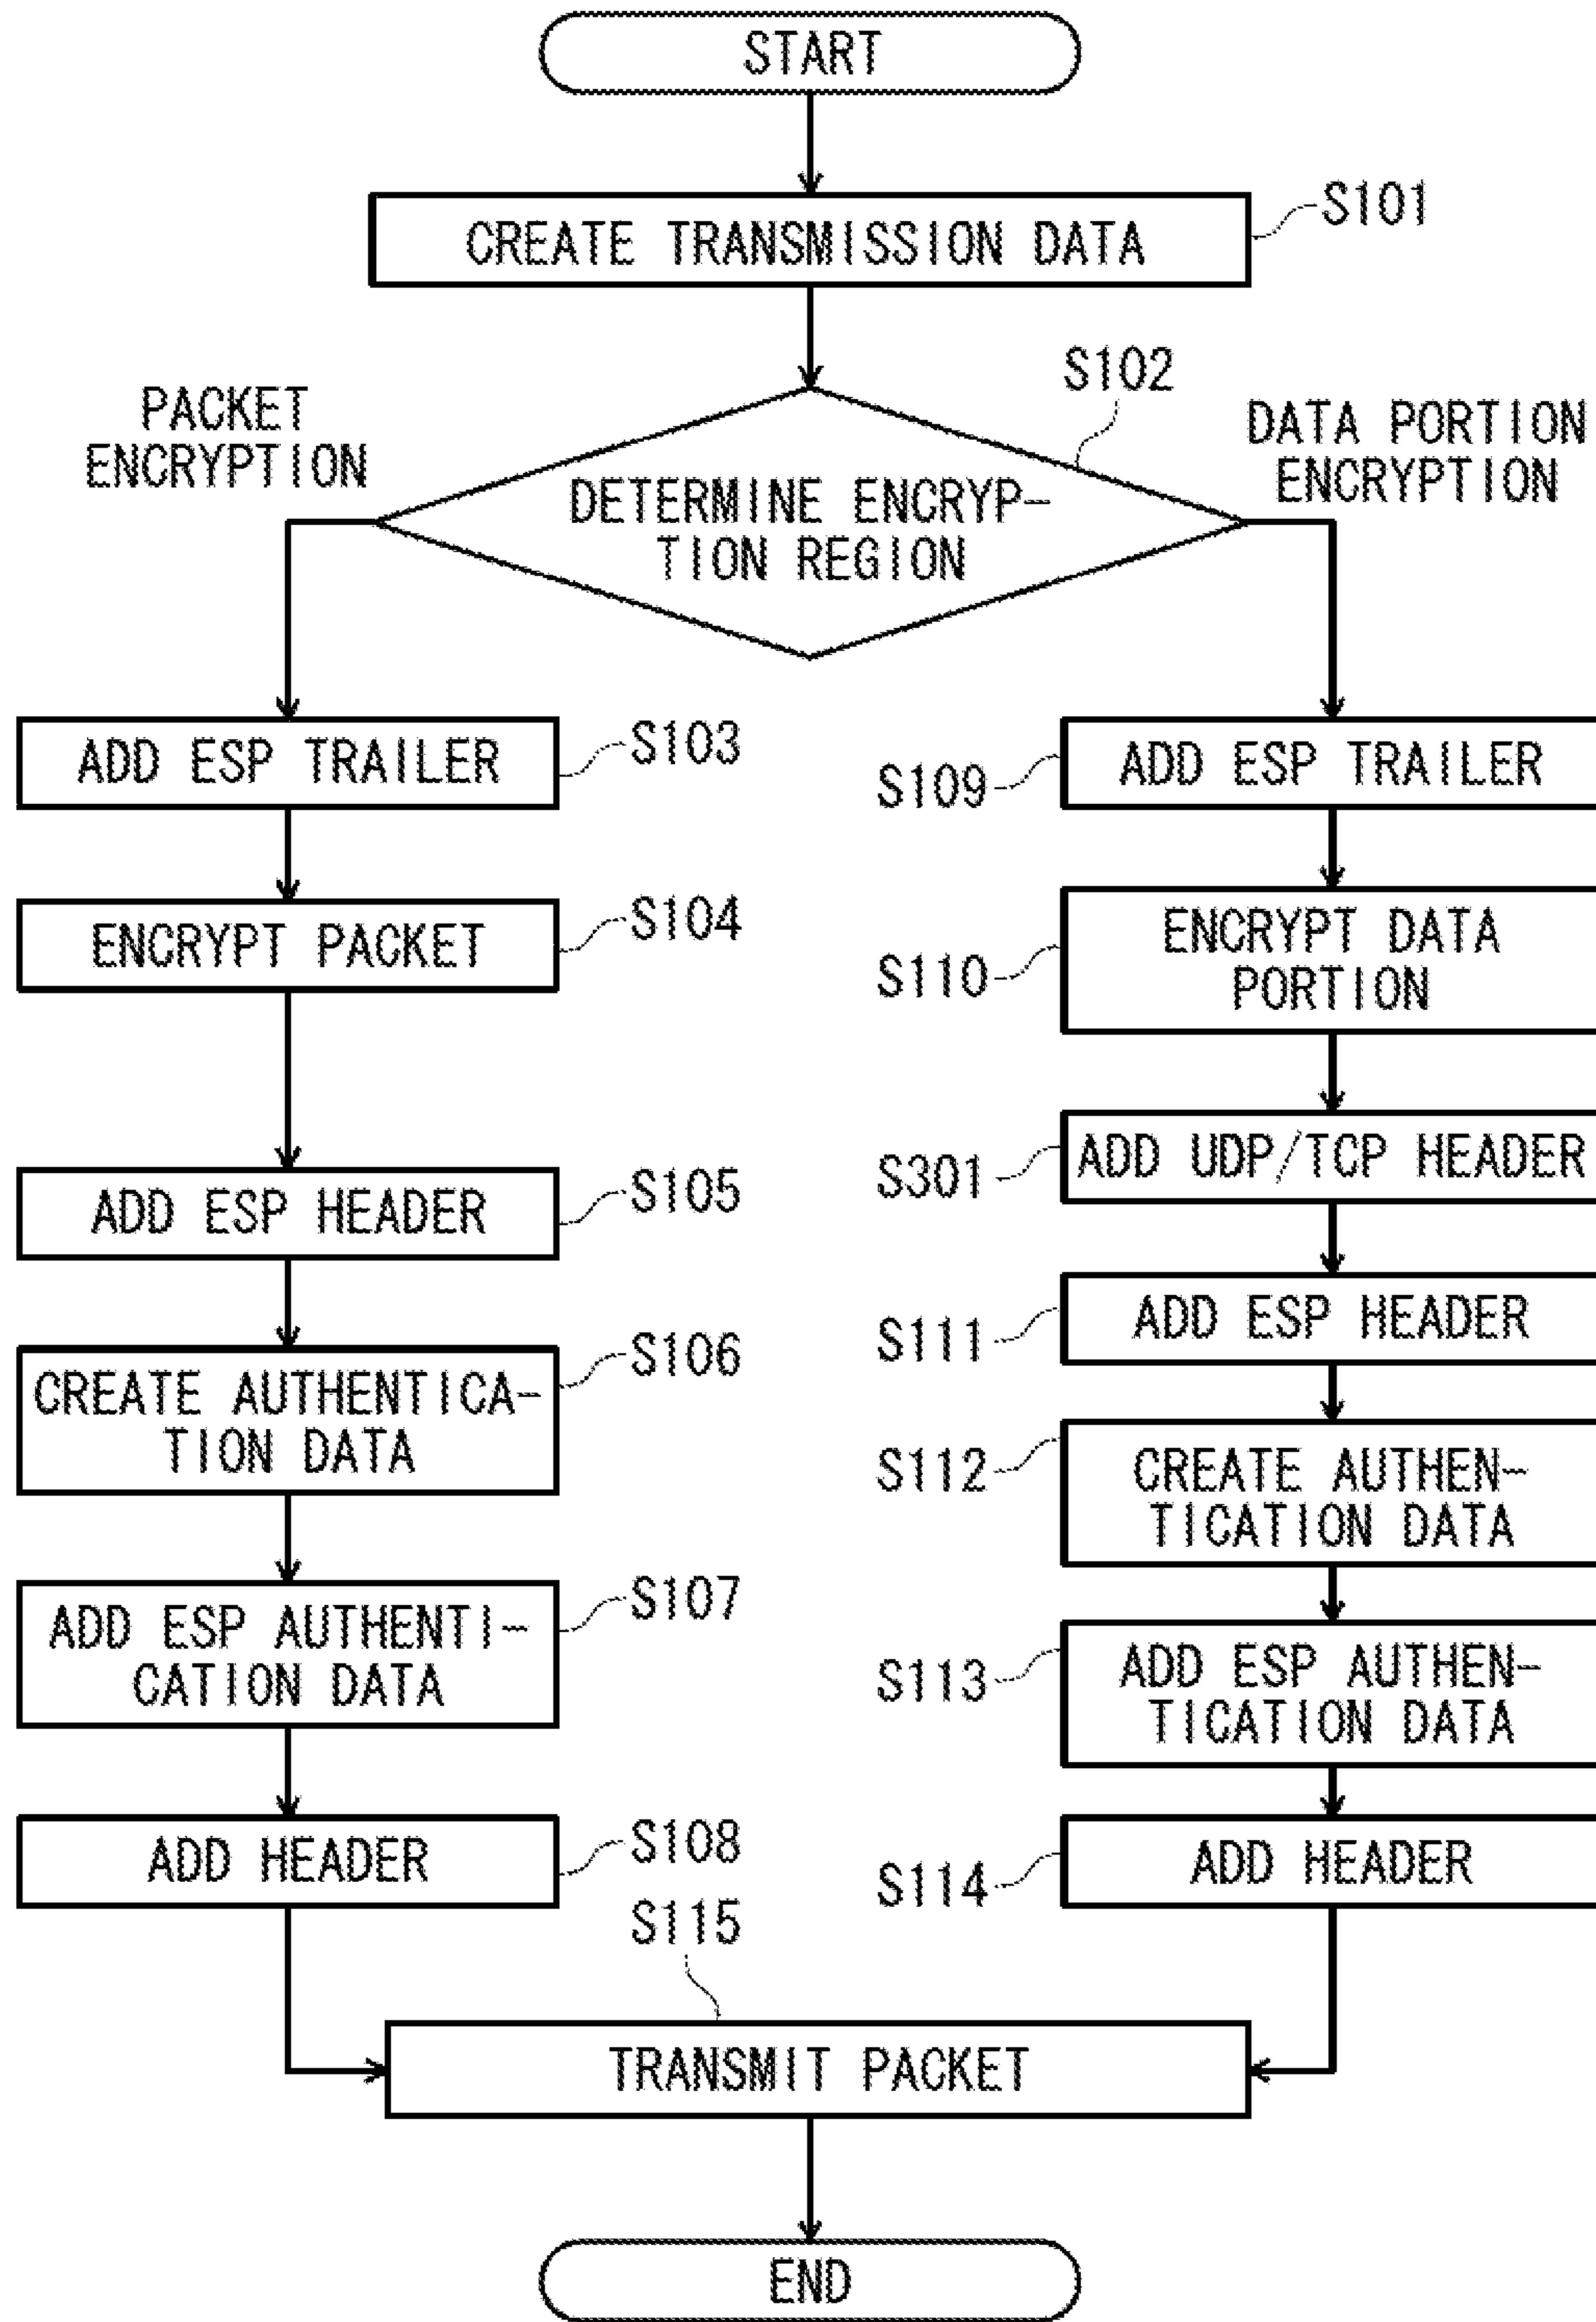 START
CREATE TRANSMISSION DATA
S101
S102
PACKET
ENCRYPTION
DATA PORTION
ENCRYPTION
DETERMINE ENCRYP-
TION REGION
ADD ESP TRAILER
S103
ENCRYPT PACKET
S104
ADD ESP HEADER
S105
CREATE AUTHENTICA-
TION DATA
S106
ADD ESP AUTHENTI-
CATION DATA
S107
ADD HEADER
S108
S109
ADD ESP TRAILER
S110
ENCRYPT DATA
PORTION
S301
ADD UDP/TCP HEADER
S111
ADD ESP HEADER
S112
CREATE AUTHEN-
TICATION DATA
S113
ADD ESP AUTHEN-
TICATION DATA
S114
ADD HEADER
S115
TRANSMIT PACKET
END